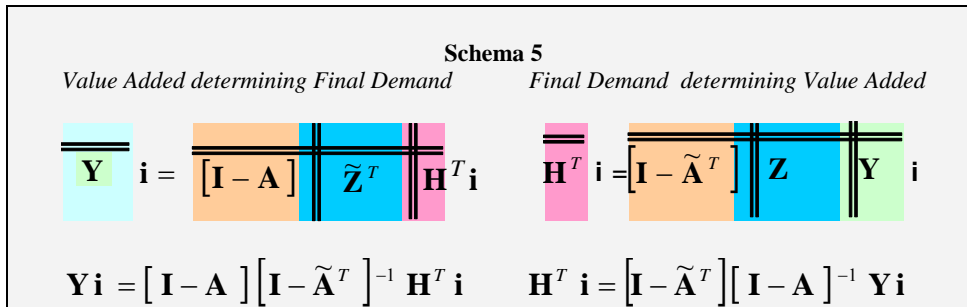 Schema 5
Value Added determining Final Demand Final Demand determining Value Added
Y i = [I – A] Z̃ᵀ Hᵀ i Hᵀ i = [I – Ãᵀ] Z Y i
Y i = [ I – A ] [I – Ãᵀ ]⁻¹ Hᵀ i Hᵀ i = [I – Ãᵀ] [ I – A ]⁻¹ Y i